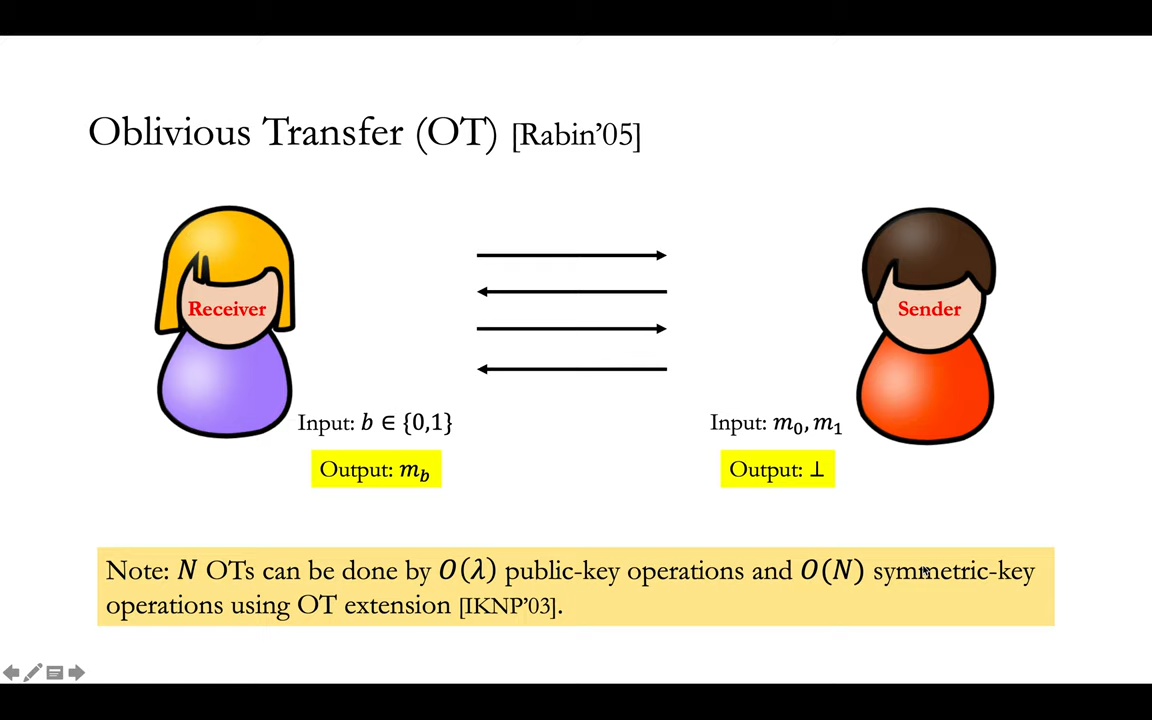 Oblivious Transfer (OT) [Rabin’05]
Receiver
Sender
Input: b ∈ {0,1}
Input: m₀, m₁
Output: m_b
Output: ⊥
Note: N OTs can be done by O(λ) public-key operations and O(N) symmetric-key
operations using OT extension [IKNP’03].